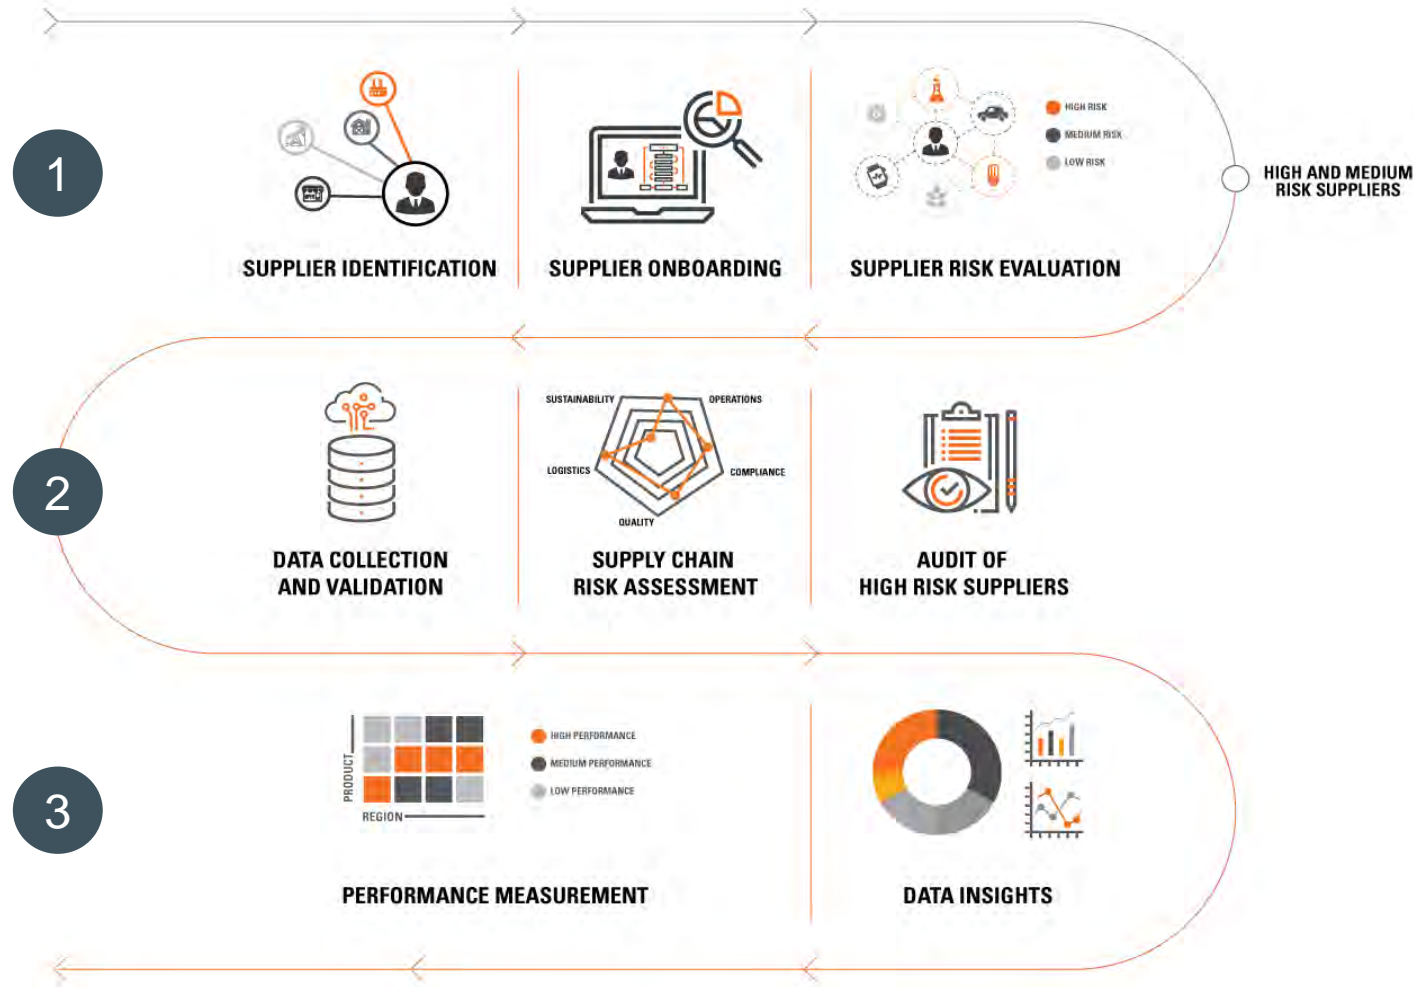 1
SUPPLIER IDENTIFICATION
SUPPLIER ONBOARDING
HIGH RISK
MEDIUM RISK
LOW RISK
SUPPLIER RISK EVALUATION
HIGH AND MEDIUM
RISK SUPPLIERS
2
DATA COLLECTION
AND VALIDATION
SUSTAINABILITY
OPERATIONS
LOGISTICS
COMPLIANCE
QUALITY
SUPPLY CHAIN
RISK ASSESSMENT
AUDIT OF
HIGH RISK SUPPLIERS
3
PRODUCT
REGION
HIGH PERFORMANCE
MEDIUM PERFORMANCE
LOW PERFORMANCE
PERFORMANCE MEASUREMENT
DATA INSIGHTS